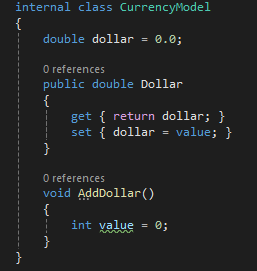 internal class CurrencyModel
{
double dollar = 0.0;
0 references
public double Dollar
{
get { return dollar; }
set { dollar = value; }
}
0 references
void AddDollar()
{
int value = 0;
}
}